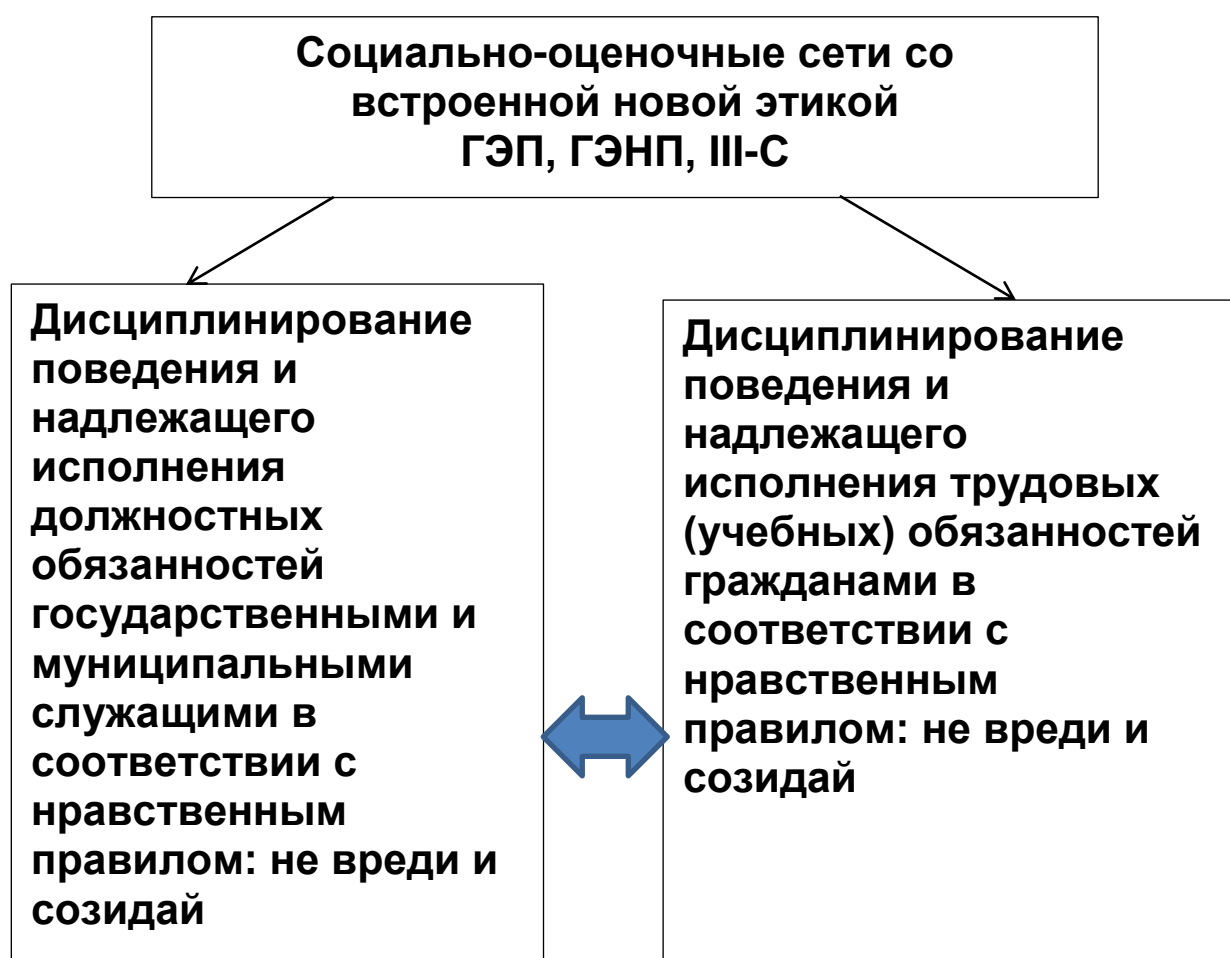 Социально-оценочные сети со
встроенной новой этикой
ГЭП, ГЭНП, III-С
Дисциплинирование
поведения и
надлежащего
исполнения
должностных
обязанностей
государственными и
муниципальными
служащими в
соответствии с
нравственным
правилом: не вреди и
созидай
Дисциплинирование
поведения и
надлежащего
исполнения трудовых
(учебных) обязанностей
гражданами в
соответствии с
нравственным
правилом: не вреди и
созидай